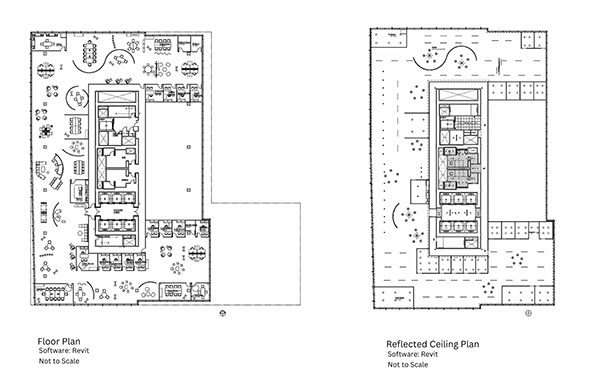 Floor Plan
Software: Revit
Not to Scale
Reflected Ceiling Plan
Software: Revit
Not to Scale